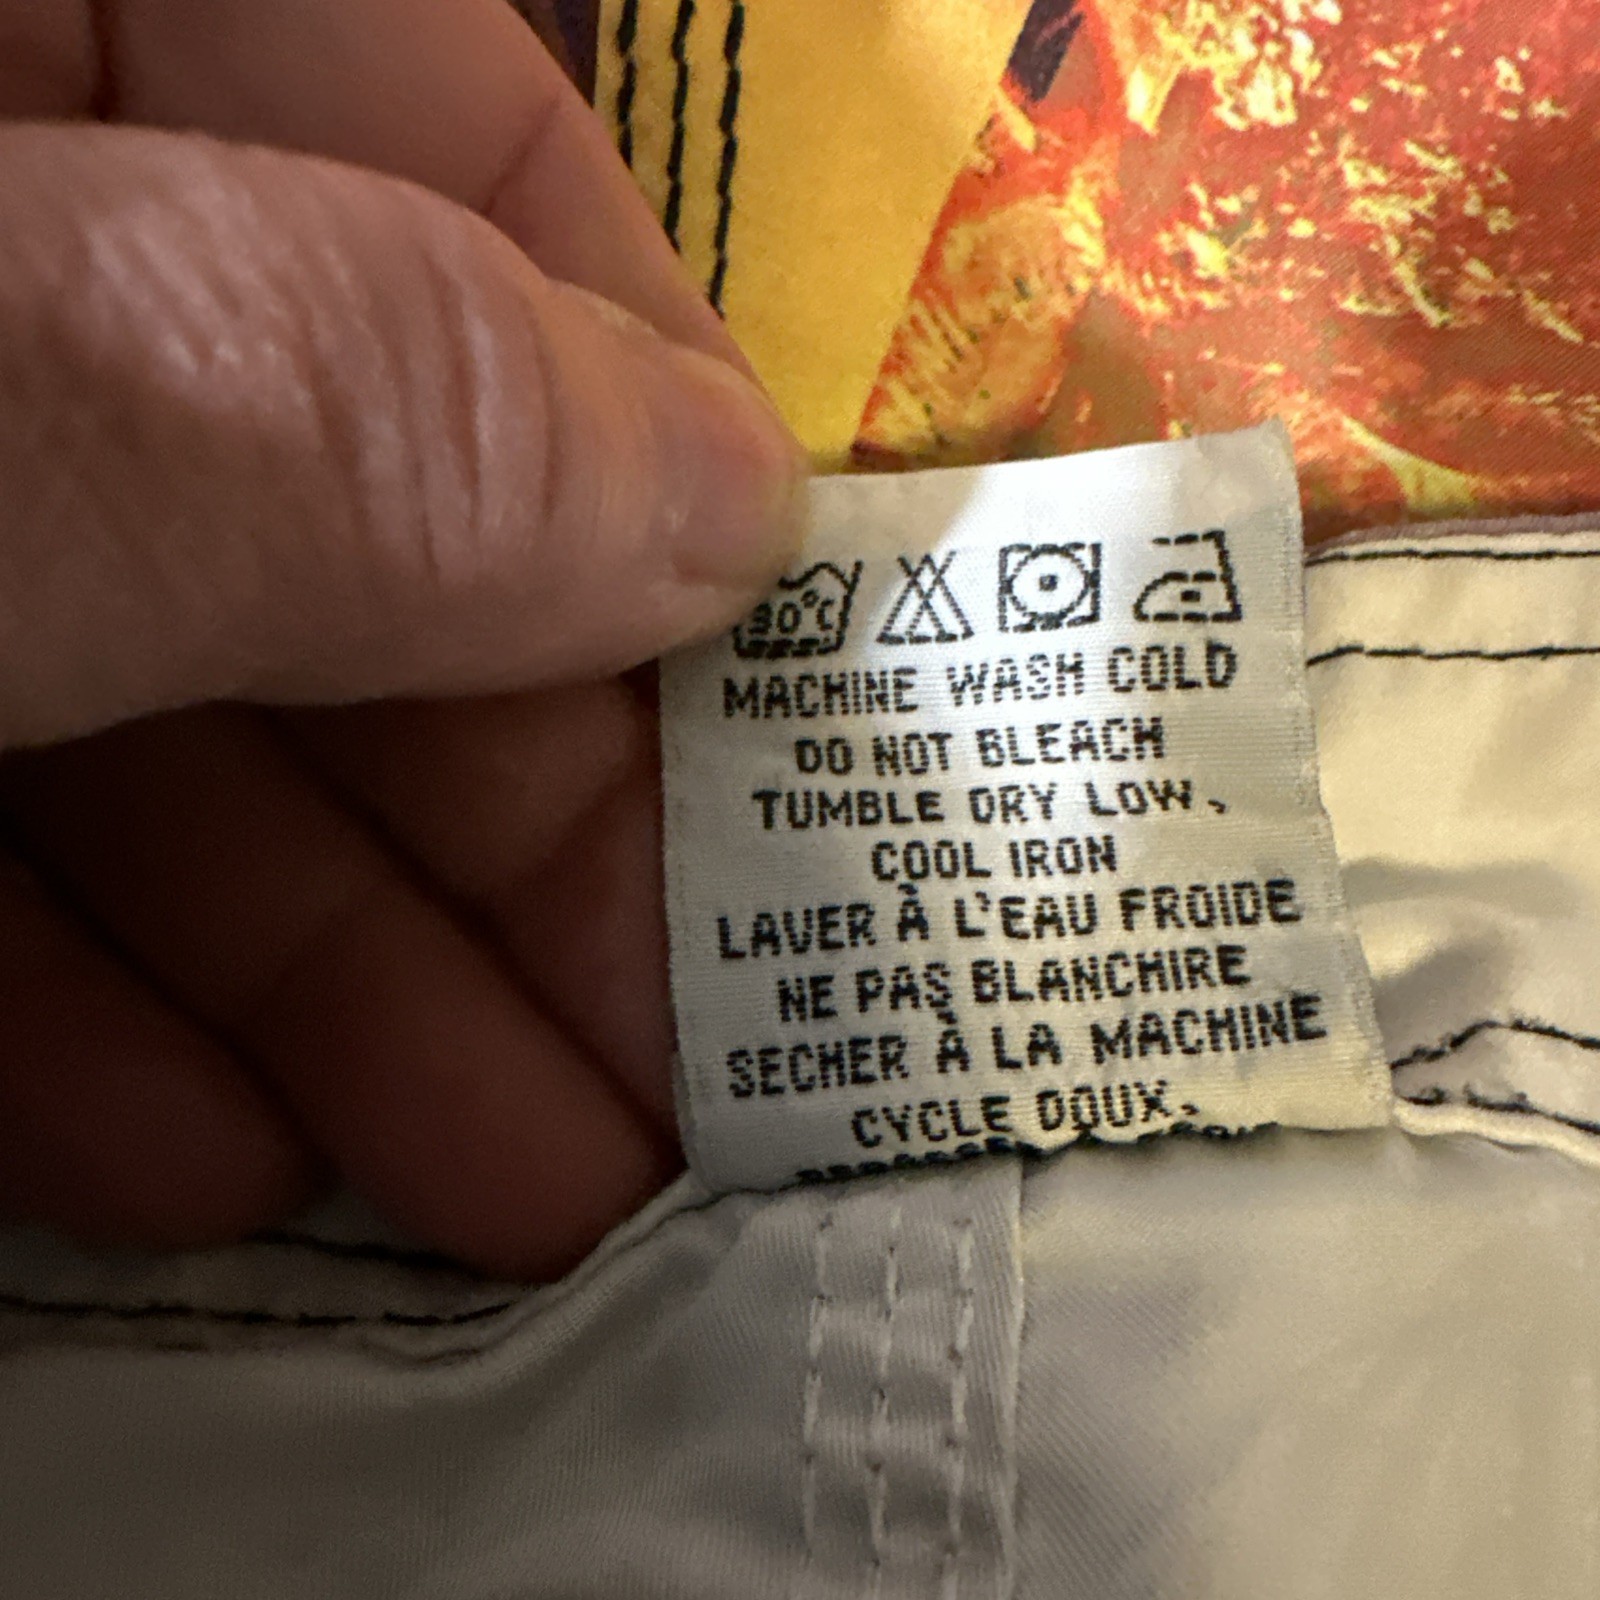 30°C
MACHINE WASH COLD
DO NOT BLEACH
TUMBLE DRY LOW,
COOL IRON
LAVER À L'EAU FROIDE
NE PAS BLANCHIRE
SECHER À LA MACHINE
CYCLE DOUX,